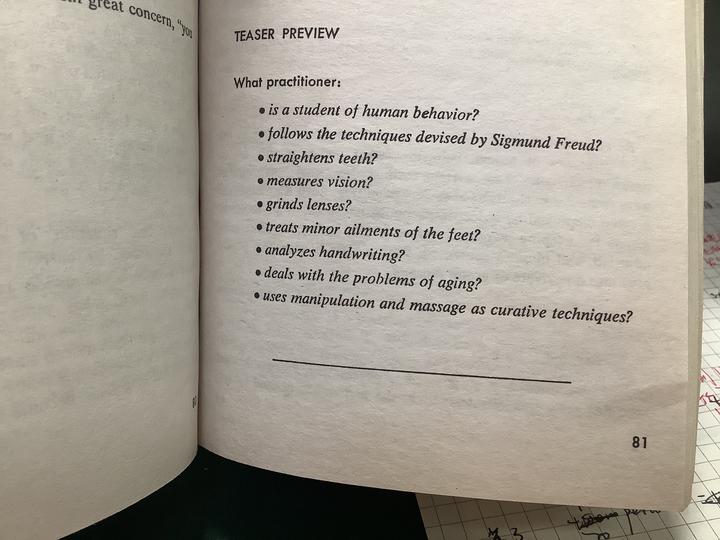 great concern, "you
TEASER PREVIEW
What practitioner:
• is a student of human behavior?
• follows the techniques devised by Sigmund Freud?
• straightens teeth?
• measures vision?
• grinds lenses?
• treats minor ailments of the feet?
• analyzes handwriting?
• deals with the problems of aging?
• uses manipulation and massage as curative techniques?
81